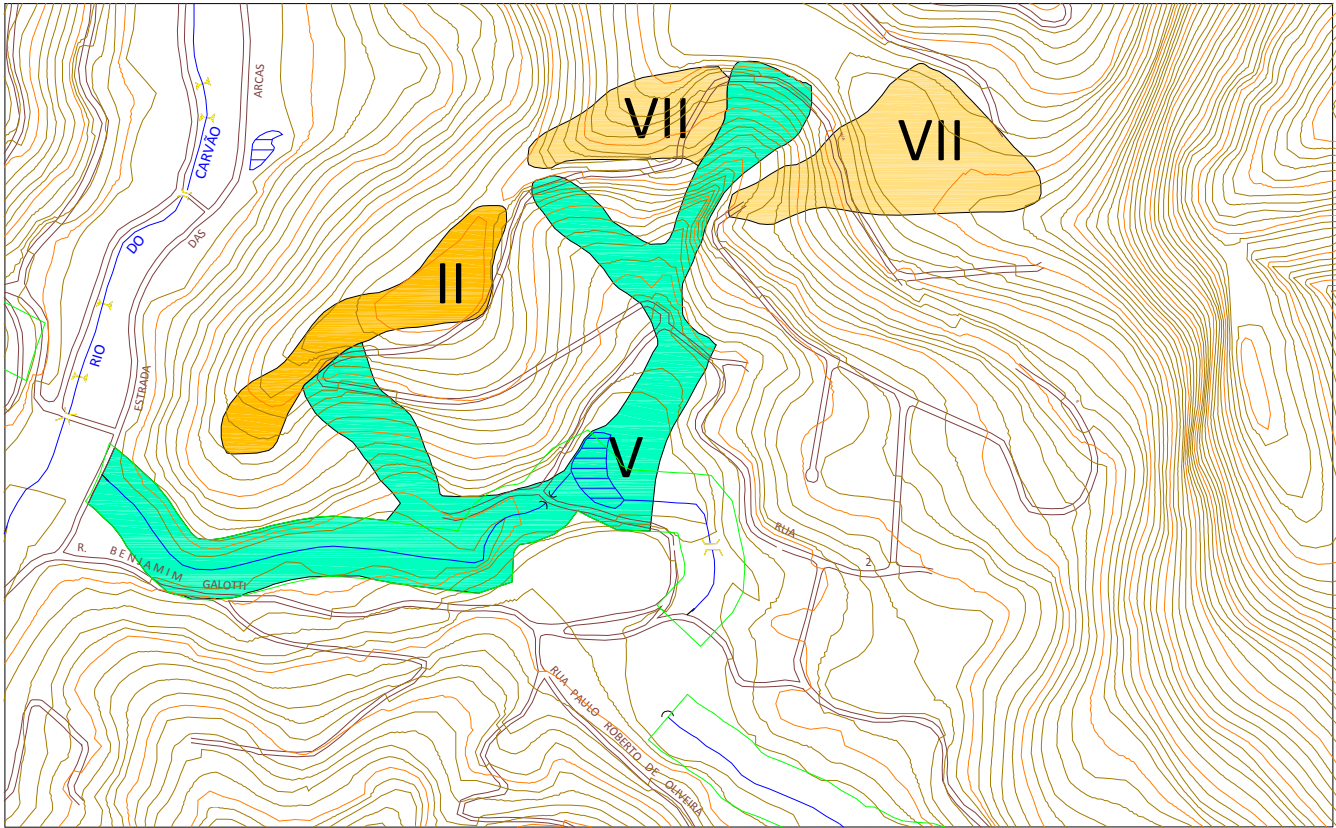 ARCAS
VII
VII
CARVÃO
DO
DAS
II
RIO
ESTRADA
V
RUA
2
R. BENJAMIM
GALOTTI
RUA PAULO ROBERTO DE OLIVEIRA